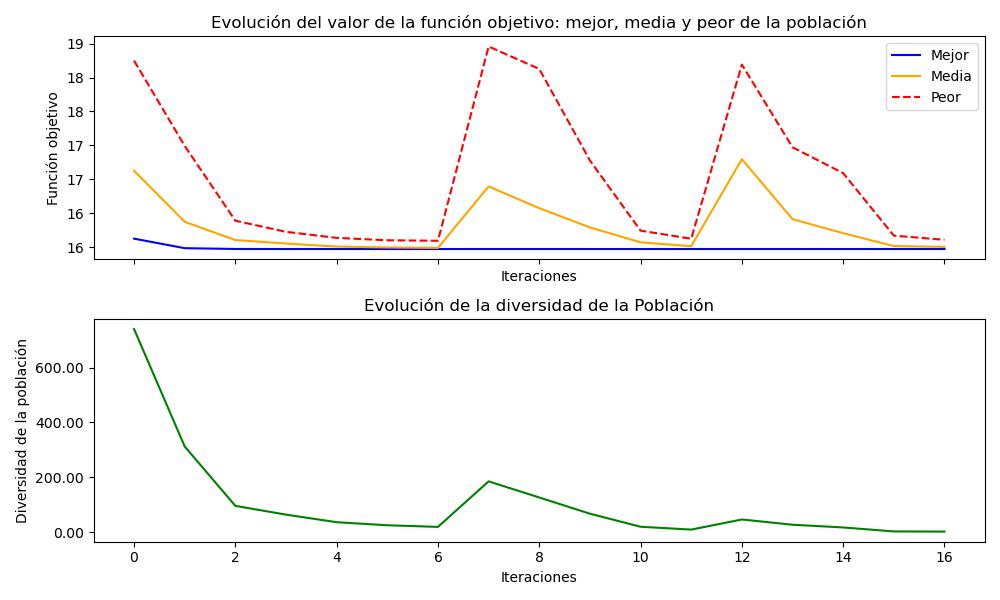 Evolución del valor de la función objetivo: mejor, media y peor de la población
Función objetivo
19
18
18
17
17
16
16
Mejor
Media
Peor
Iteraciones
Evolución de la diversidad de la Población
Diversidad de la población
600.00
400.00
200.00
0.00
0 2 4 6 8 10 12 14 16
Iteraciones